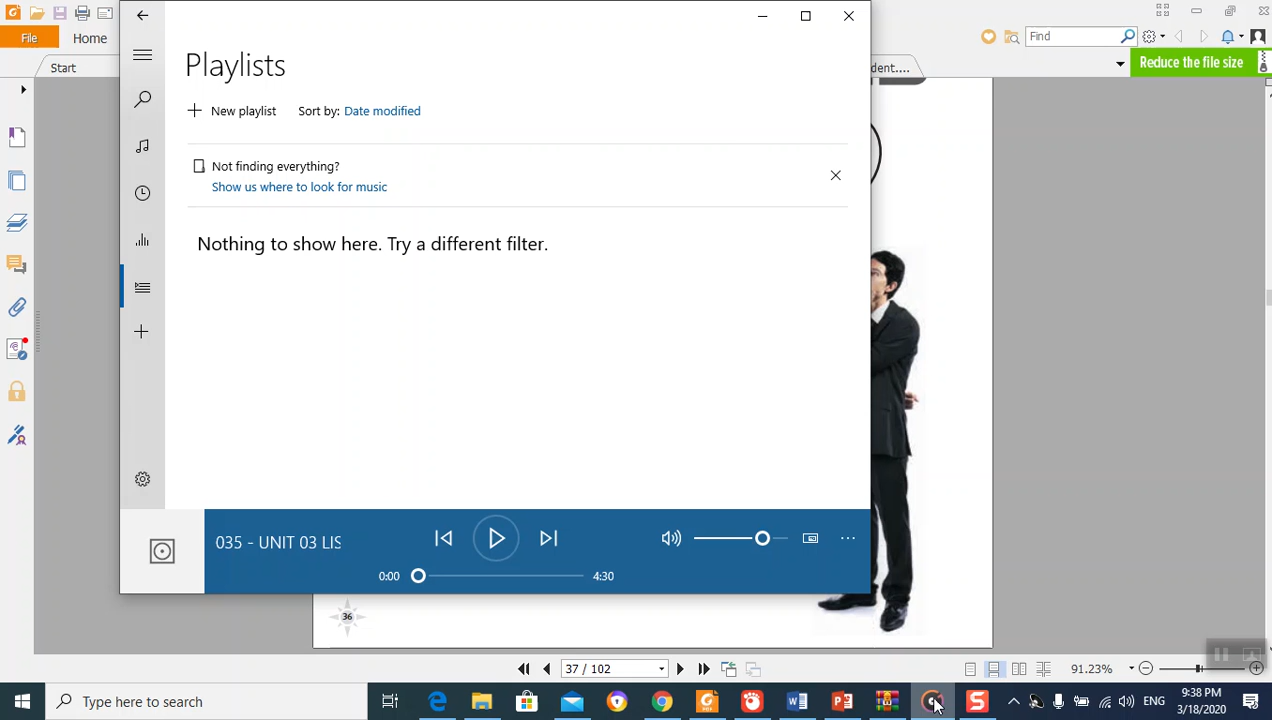 File
Home
Find
Start
dent....
Reduce the file size
Playlists
New playlist
Sort by: Date modified
Not finding everything?
Show us where to look for music
Nothing to show here. Try a different filter.
035 - UNIT 03 LIS
0:00
4:30
36
37 / 102
91.23%
Type here to search
ENG
9:38 PM
3/18/2020